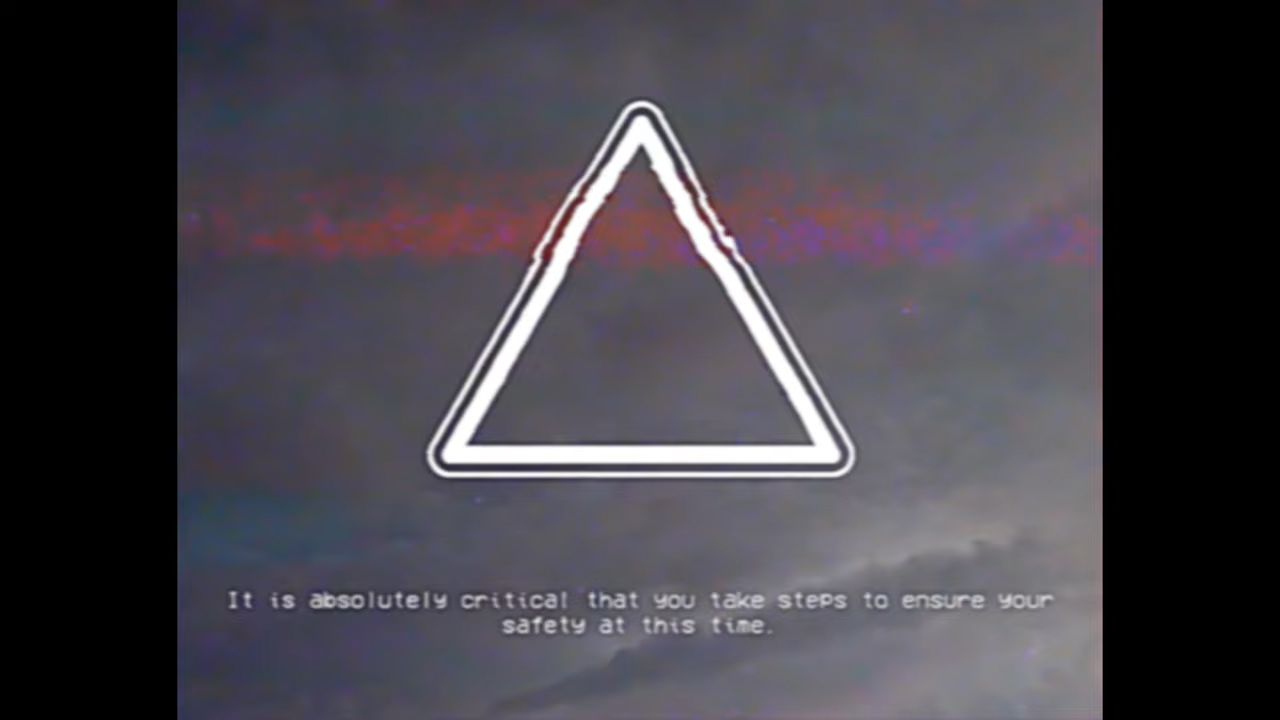 It is absolutely critical that you take steps to ensure your
safety at this time.